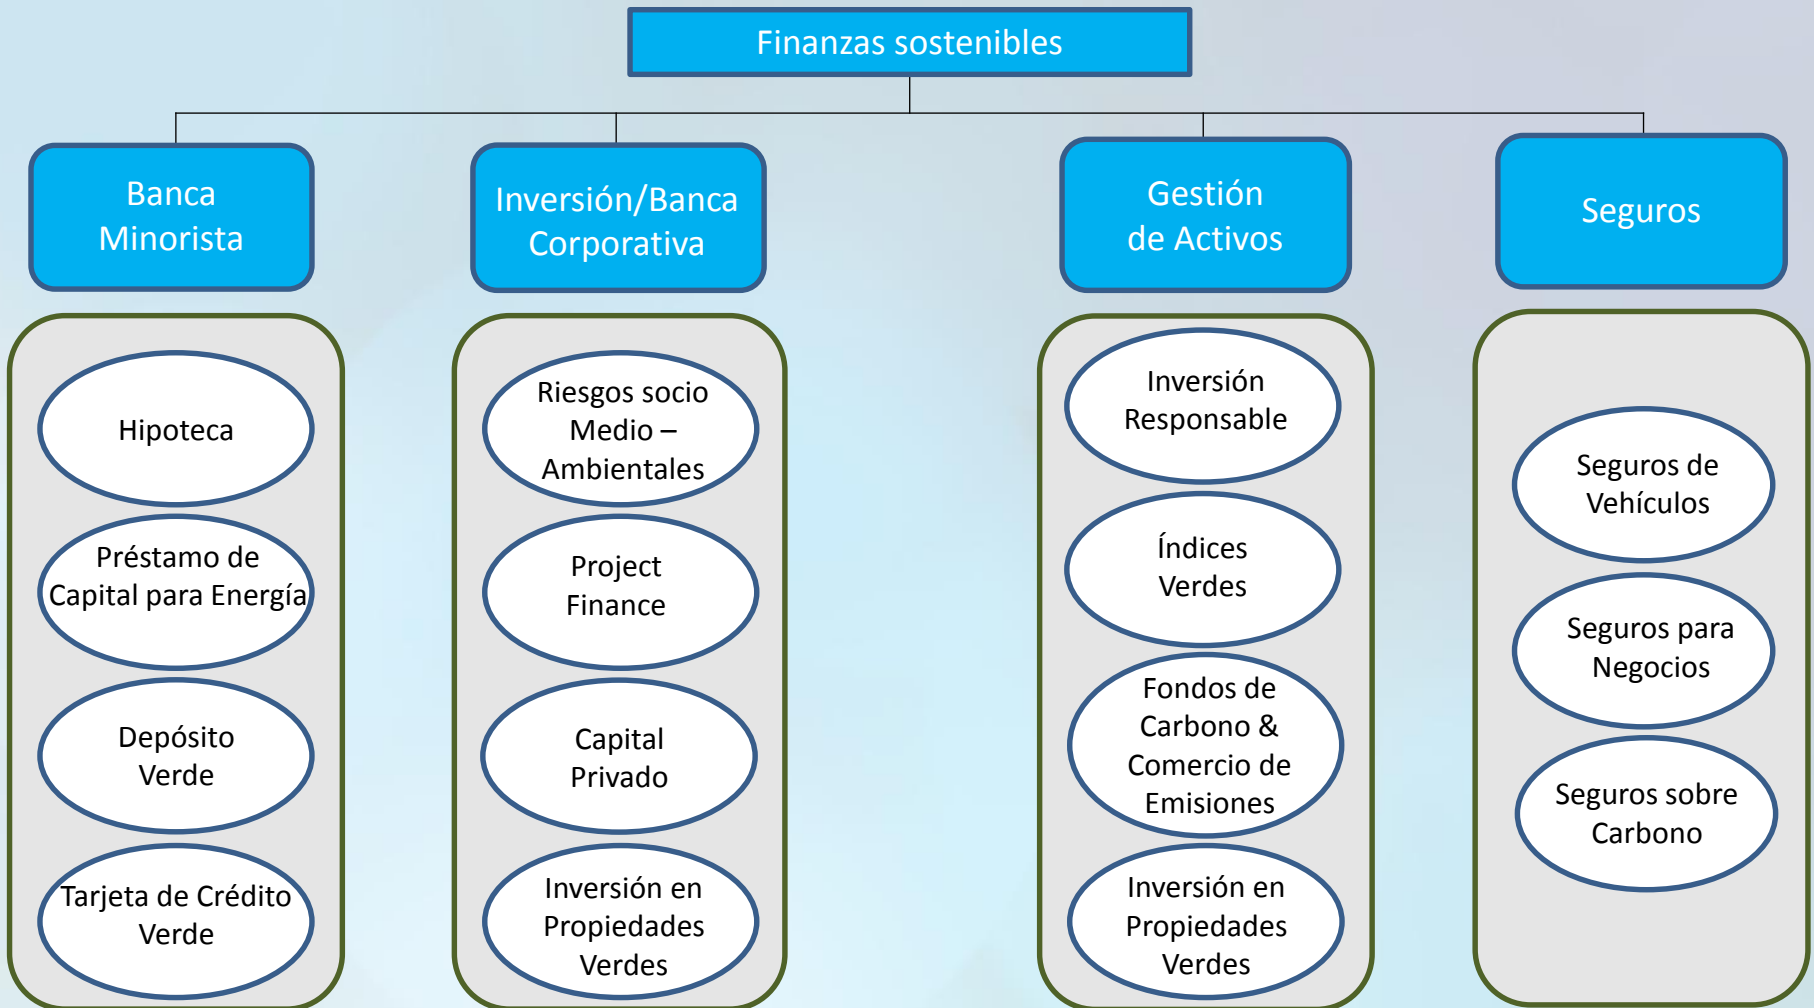 Finanzas sostenibles
Banca
Minorista
Hipoteca
Préstamo de
Capital para Energía
Depósito
Verde
Tarjeta de Crédito
Verde
Inversión/Banca
Corporativa
Riesgos socio
Medio –
Ambientales
Project
Finance
Capital
Privado
Inversión en
Propiedades
Verdes
Gestión
de Activos
Inversión
Responsable
Índices
Verdes
Fondos de
Carbono &
Comercio de
Emisiones
Inversión en
Propiedades
Verdes
Seguros
Seguros de
Vehículos
Seguros para
Negocios
Seguros sobre
Carbono